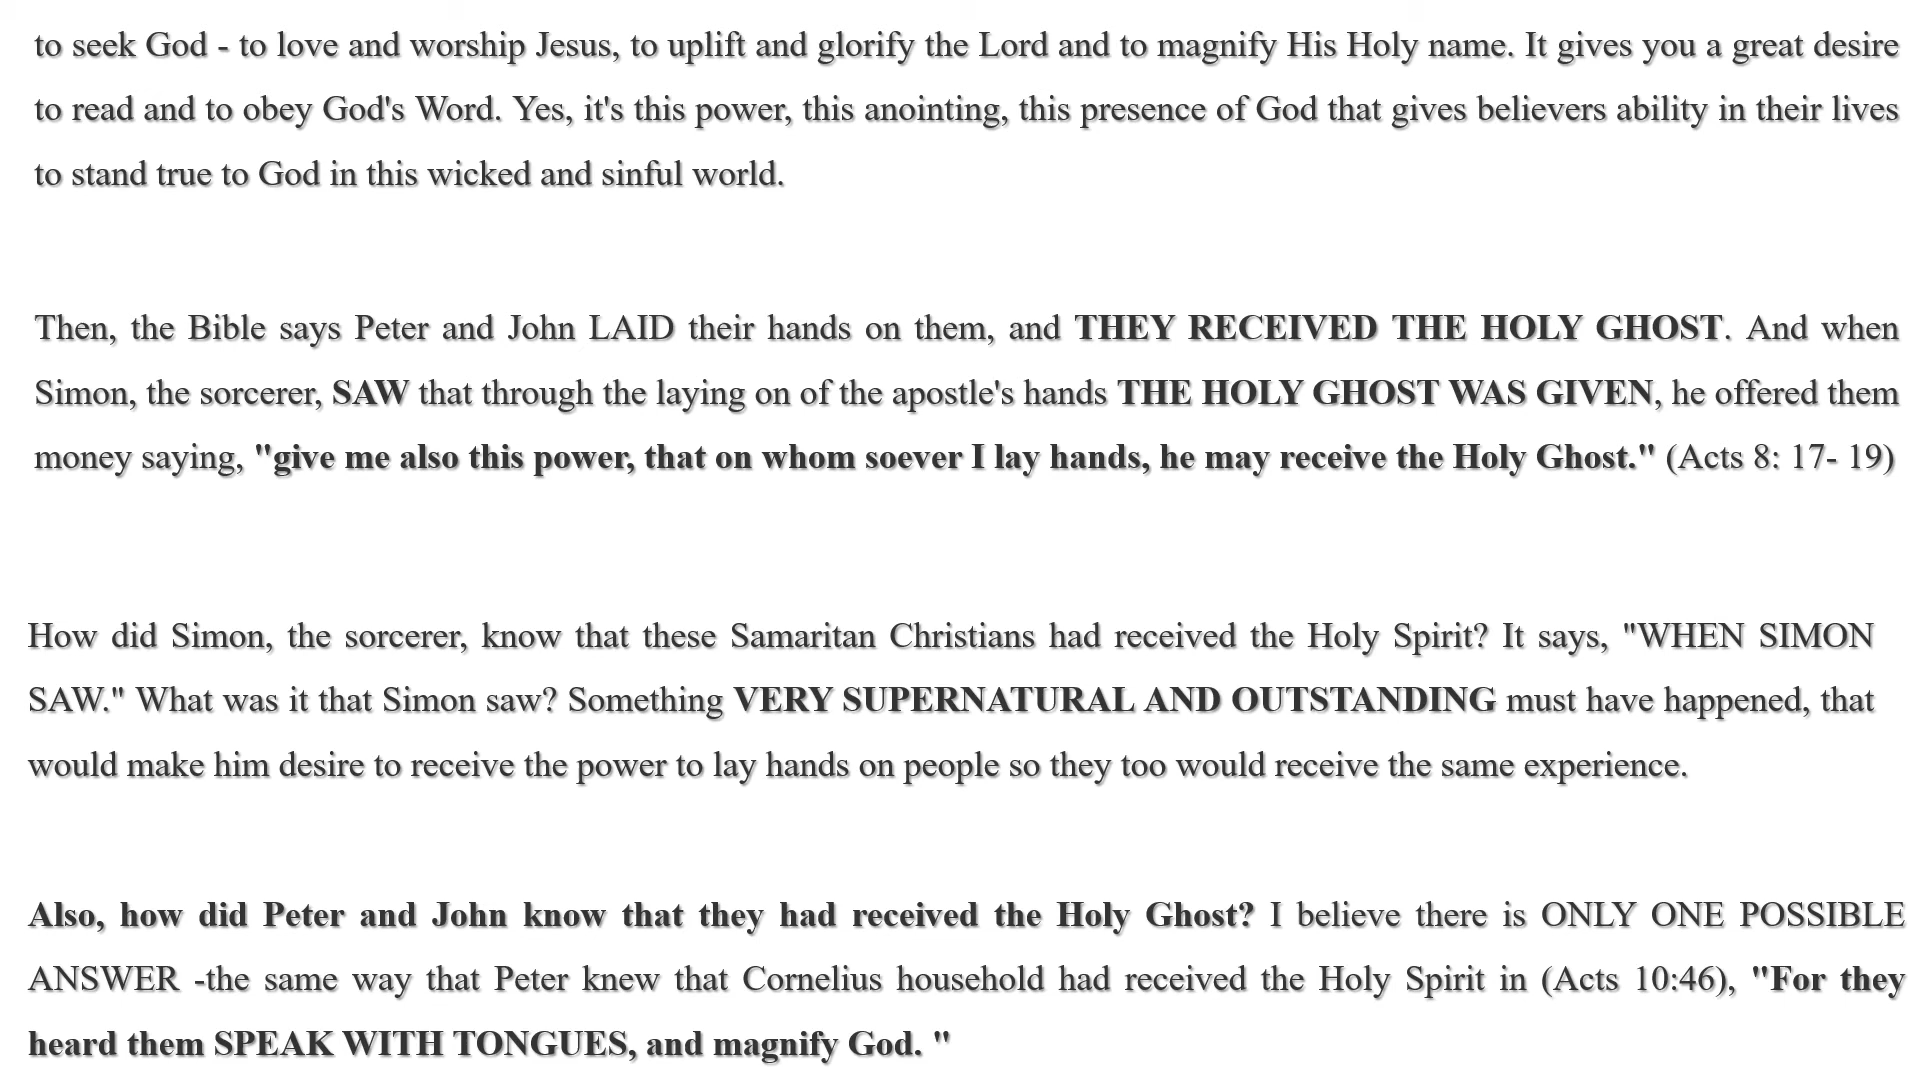 to seek God - to love and worship Jesus, to uplift and glorify the Lord and to magnify His Holy name. It gives you a great desire
to read and to obey God's Word. Yes, it's this power, this anointing, this presence of God that gives believers ability in their lives
to stand true to God in this wicked and sinful world.
Then, the Bible says Peter and John LAID their hands on them, and THEY RECEIVED THE HOLY GHOST. And when
Simon, the sorcerer, SAW that through the laying on of the apostle's hands THE HOLY GHOST WAS GIVEN, he offered them
money saying, "give me also this power, that on whom soever I lay hands, he may receive the Holy Ghost." (Acts 8: 17- 19)
How did Simon, the sorcerer, know that these Samaritan Christians had received the Holy Spirit? It says, "WHEN SIMON
SAW." What was it that Simon saw? Something VERY SUPERNATURAL AND OUTSTANDING must have happened, that
would make him desire to receive the power to lay hands on people so they too would receive the same experience.
Also, how did Peter and John know that they had received the Holy Ghost? I believe there is ONLY ONE POSSIBLE
ANSWER -the same way that Peter knew that Cornelius household had received the Holy Spirit in (Acts 10:46), "For they
heard them SPEAK WITH TONGUES, and magnify God. "